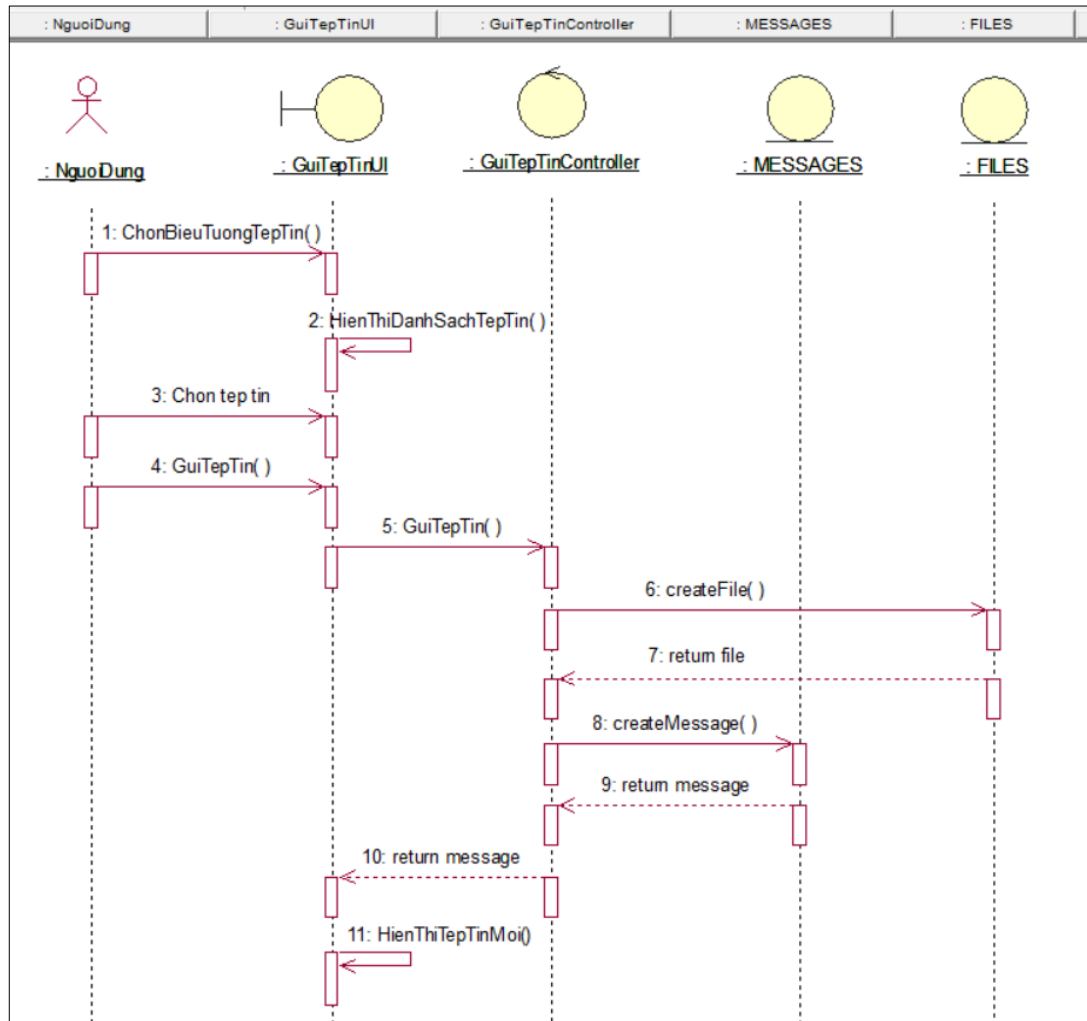 : NguoiDung
: GuiTepTinUI
: GuiTepTinController
: MESSAGES
: FILES
: NguoiDung
: GuiTepTinUI
: GuiTepTinController
: MESSAGES
: FILES
1: ChonBieuTuongTepTin( )
2: HienThiDanhSachTepTin( )
3: Chon tep tin
4: GuiTepTin( )
5: GuiTepTin( )
6: createFile( )
7: return file
8: createMessage( )
9: return message
10: return message
11: HienThiTepTinMoi()